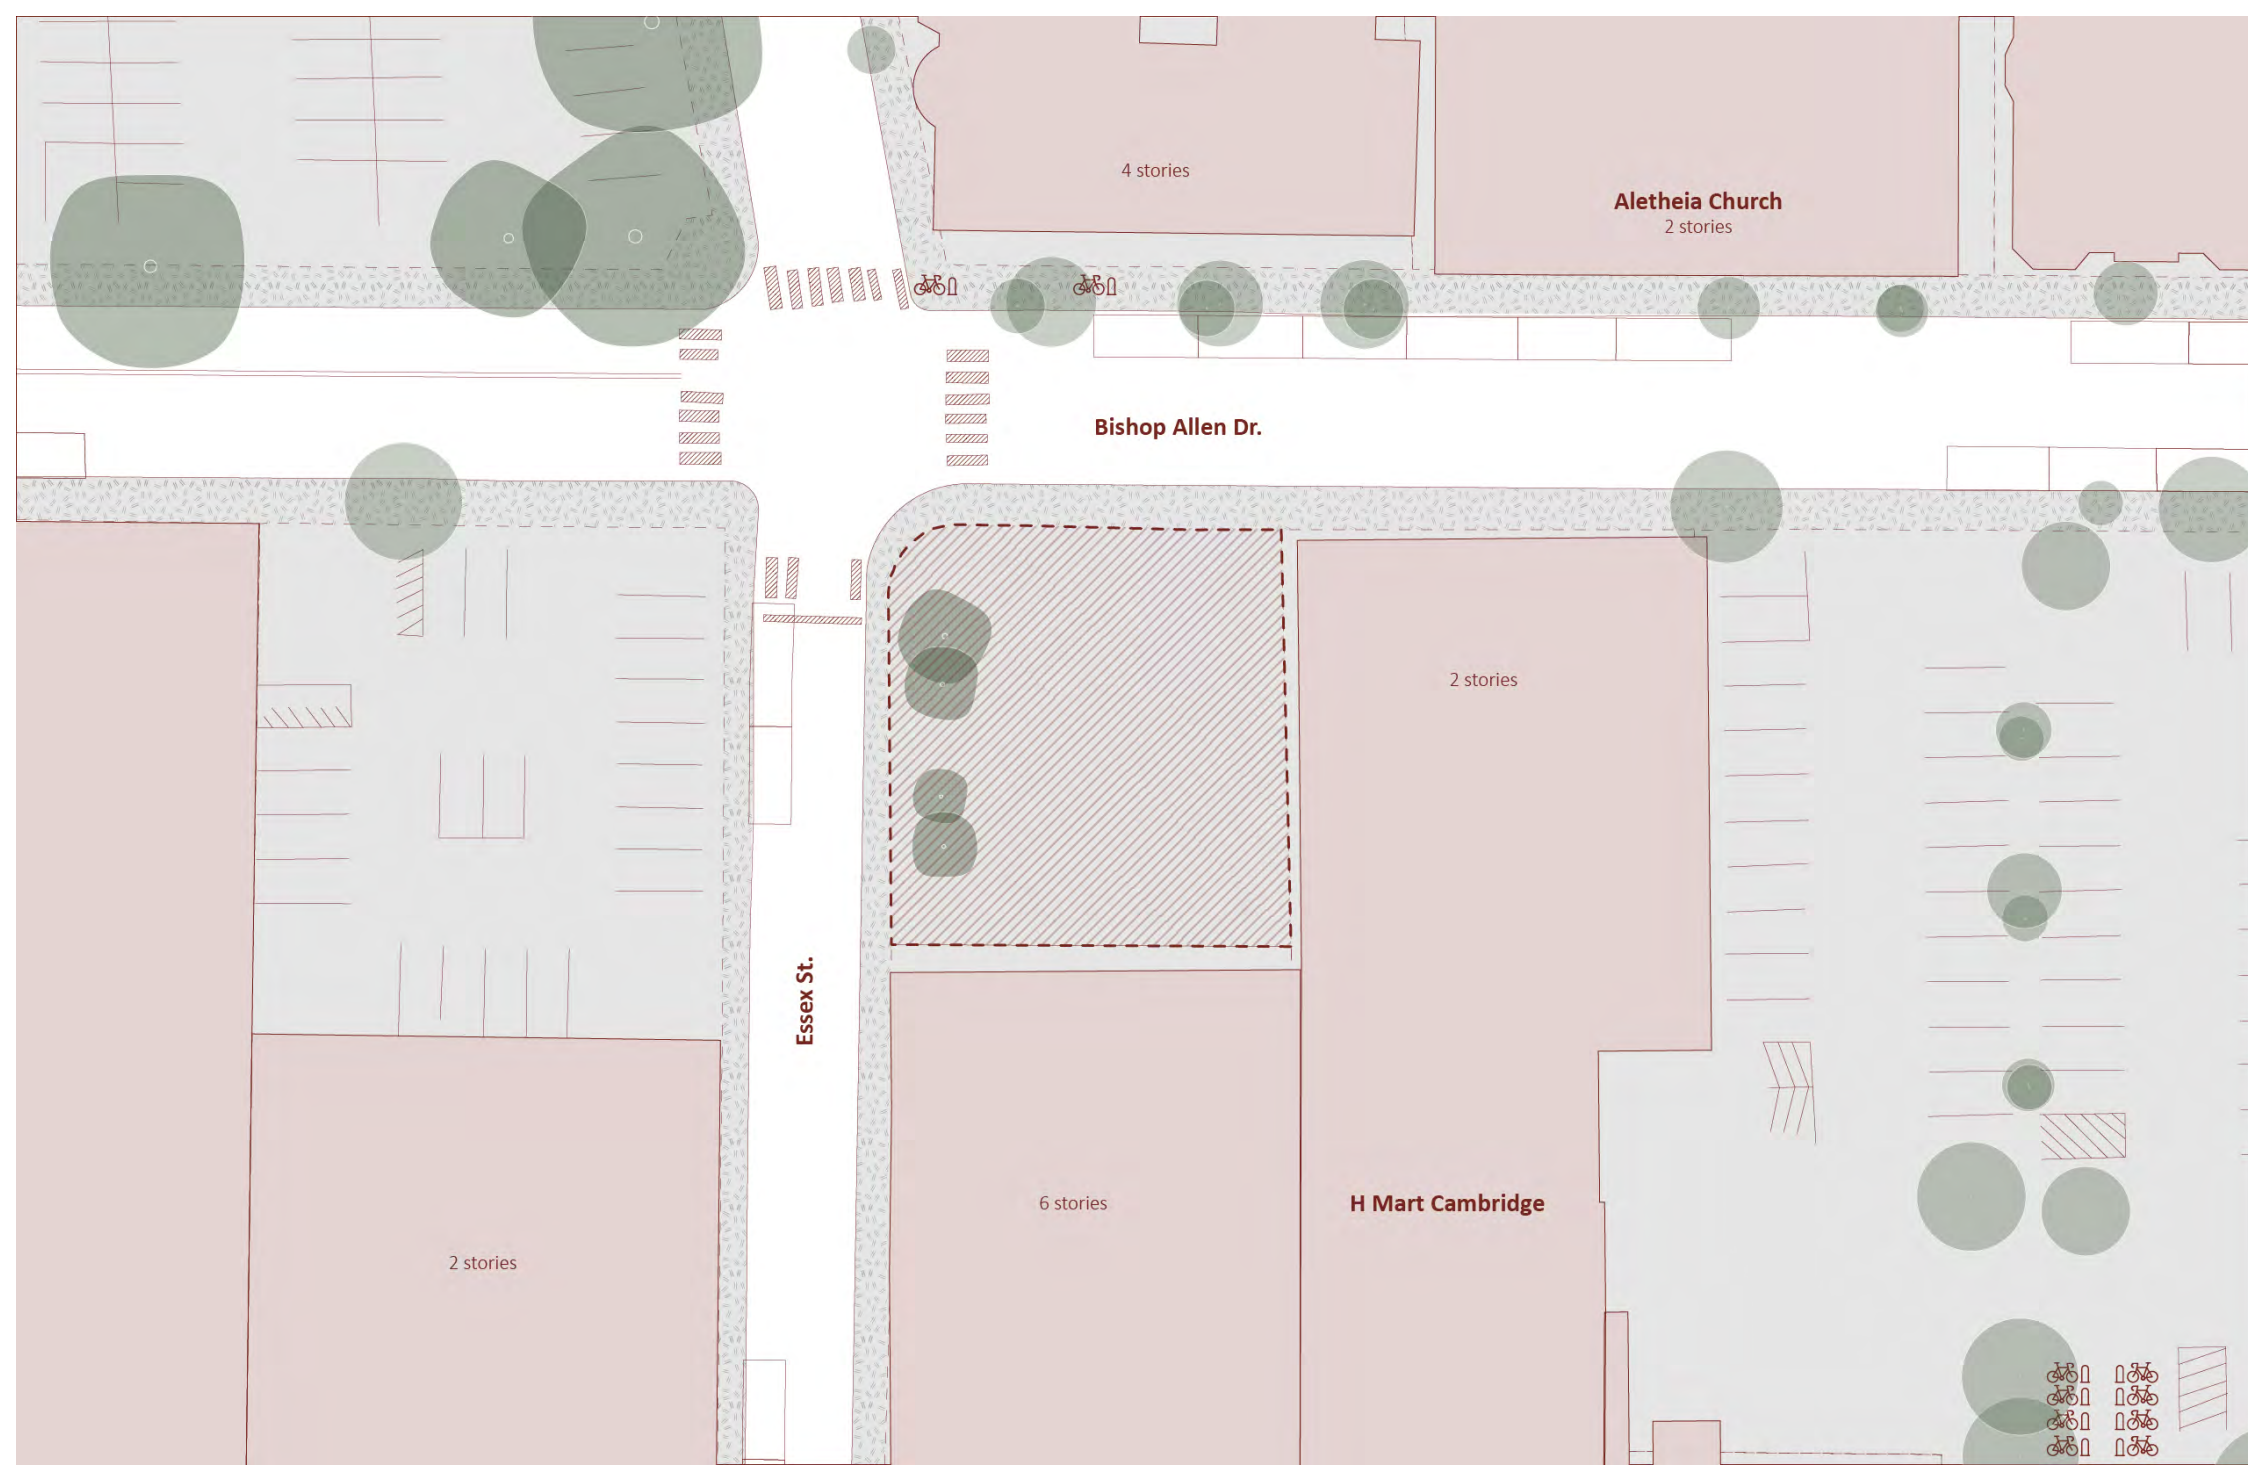 4 stories
Aletheia Church
2 stories
Bishop Allen Dr.
2 stories
Essex St.
6 stories
H Mart Cambridge
2 stories